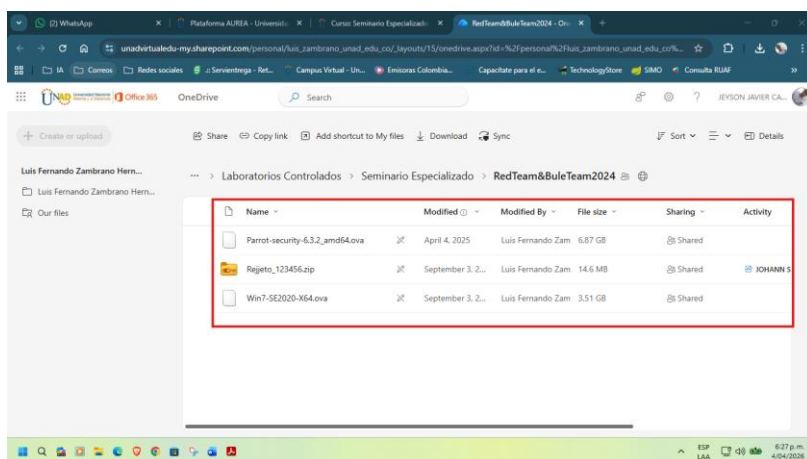 (2) WhatsApp
Plataforma AUREA - Universida
Curso: Seminario Especializado
RedTeam&BuleTeam2024 - One
unadvirtualedu-my.sharepoint.com/personal/luis_zambrano_unad_edu_co/_layouts/15/onedrive.aspx?id=%2Fpersonal%2Fluis_zambrano_unad_edu_co%...
IA
Correos
Redes sociales
.: Servientrega - Ret...
Campus Virtual - Un...
Emisoras Colombia...
Capacítate para el e...
TechnologyStore
SIMO
Consulta RUAF
UNAD
Office 365
OneDrive
Search
JEYSON JAVIER CA...
Create or upload
Share
Copy link
Add shortcut to My files
Download
Sync
Sort
Details
Luis Fernando Zambrano Hern...
Luis Fernando Zambrano Hern...
Our files
... > Laboratorios Controlados > Seminario Especializado > RedTeam&BuleTeam2024
Name Modified Modified By File size Sharing Activity
Parrot-security-6.3.2_amd64.ova April 4, 2025 Luis Fernando Zam 6.87 GB Shared
Rejjeto_123456.zip September 3, 2... Luis Fernando Zam 14.6 MB Shared JOHANN S
Win7-SE2020-X64.ova September 3, 2... Luis Fernando Zam 3.51 GB Shared
ESP
LAA
6:27 p.m.
4/04/2026